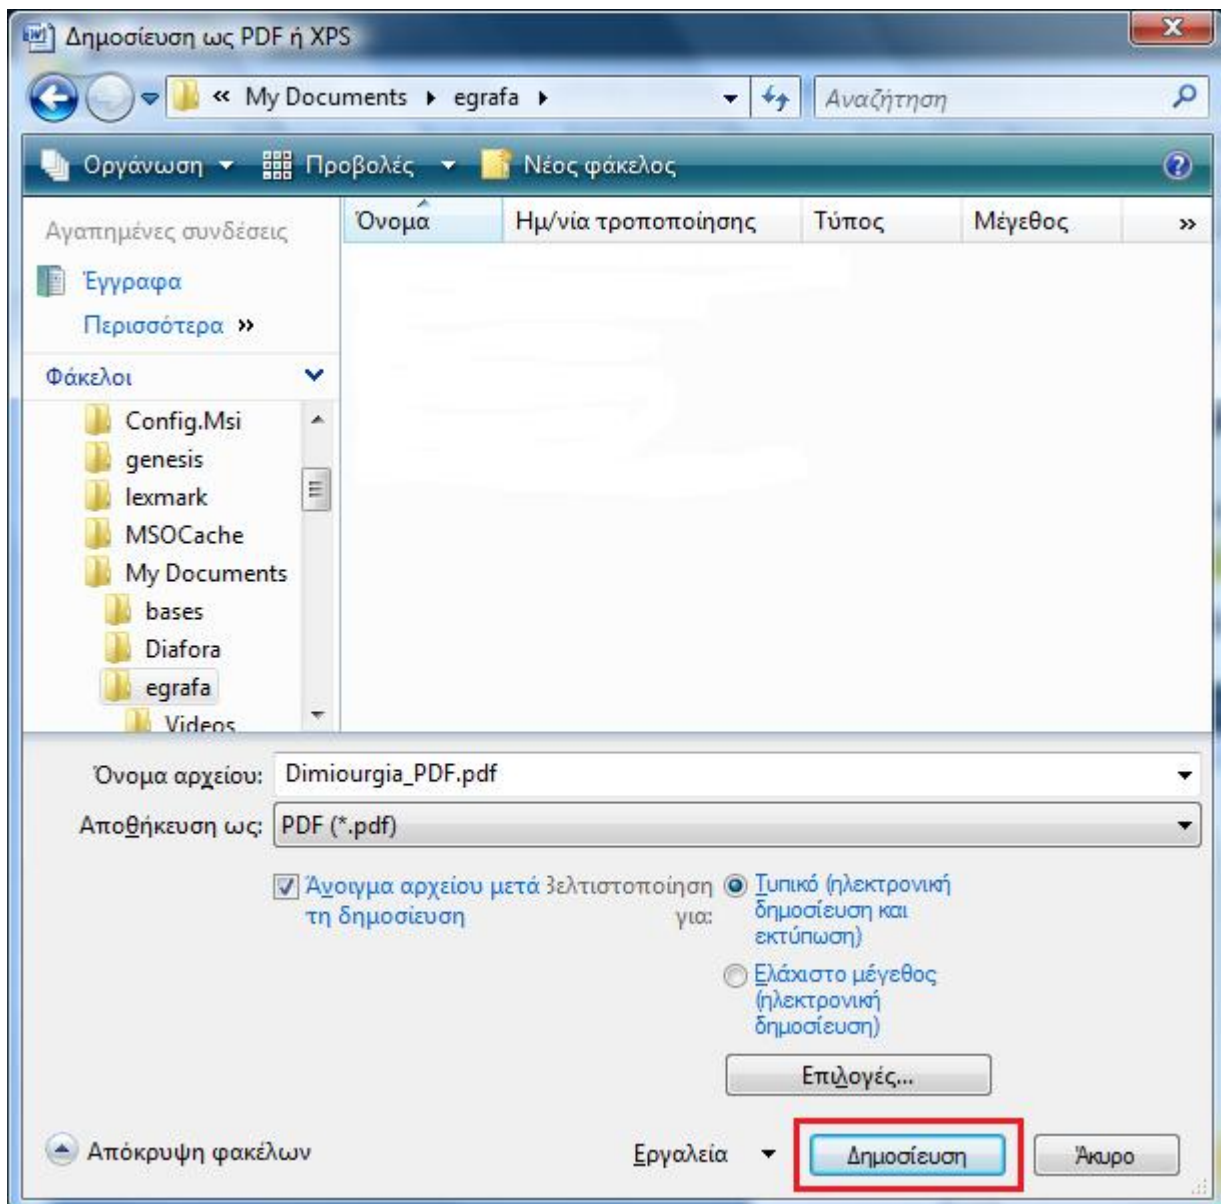 Δημοσίευση ως PDF ή XPS
« My Documents egrafa Αναζήτηση
Οργάνωση Προβολές Νέος φάκελος
Αγαπημένες συνδέσεις
Όνομα Ημ/νία τροποποίησης Τύπος Μέγεθος »
Έγγραφα
Περισσότερα »
Φάκελοι
Config.Msi
genesis
lexmark
MSOCache
My Documents
bases
Diafora
egrafa
Videos
Όνομα αρχείου: Dimiourgia_PDF.pdf
Αποθήκευση ως: PDF (*.pdf)
Άνοιγμα αρχείου μετά
τη δημοσίευση
βελτιστοποίηση
για:
Τυπικό (ηλεκτρονική
δημοσίευση και
εκτύπωση)
Ελάχιστο μέγεθος
(ηλεκτρονική
δημοσίευση)
Επιλογές...
Απόκρυψη φακέλων Εργαλεία Δημοσίευση Άκυρο